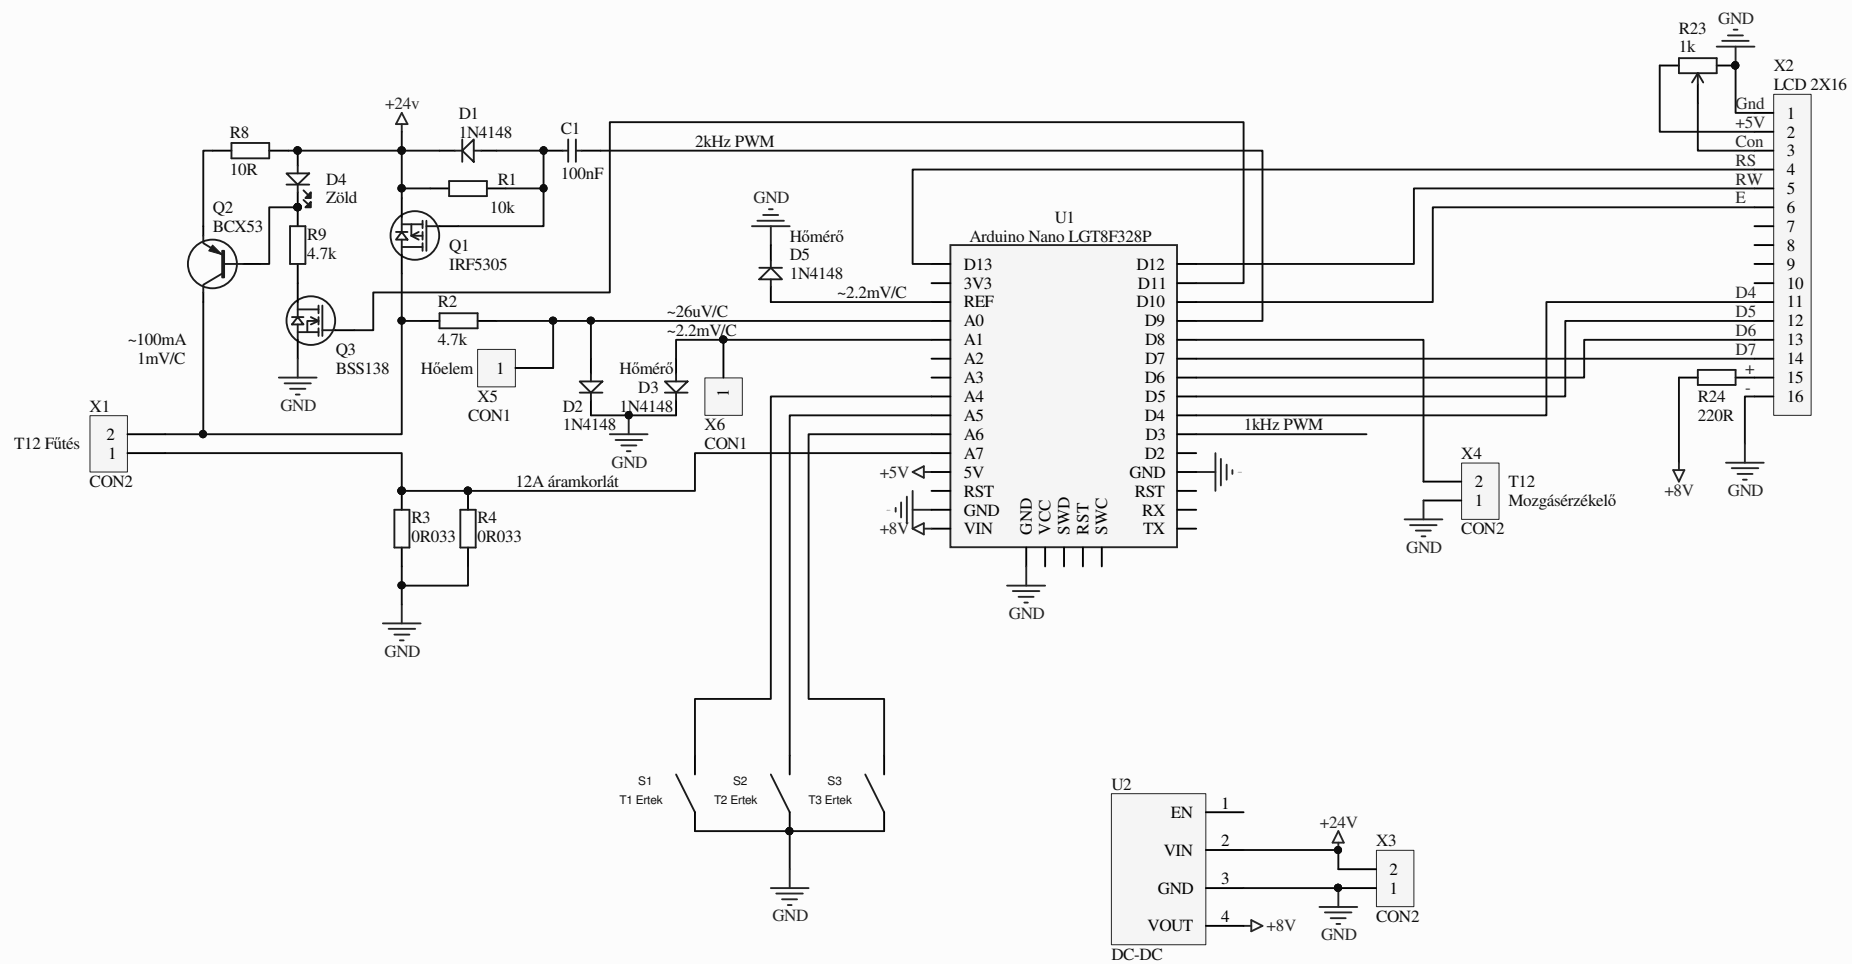 GND
R23
1k
X2
LCD 2X16
+24v
D1
1N4148
C1
100nF
2kHz PWM
R8
10R
D4
Zöld
R1
10k
Q2
BCX53
R9
4.7k
Q1
IRF5305
Gnd 1
+5V 2
Con 3
RS 4
RW 5
E 6
7
8
9
10
D4 11
D5 12
D6 13
D7 14
+ 15
- 16
R24
220R
+8V
GND
GND
Hőmérő
D5
1N4148
~2.2mV/C
U1
Arduino Nano LGT8F328P
D13
3V3
REF
A0
A1
A2
A3
A4
A5
A6
A7
5V
RST
GND
VIN
D12
D11
D10
D9
D8
D7
D6
D5
D4
D3
D2
GND
RST
RX
TX
GND
VCC
SWD
RST
SWC
GND
+5V
+8V
1kHz PWM
R2
4.7k
~26uV/C
~2.2mV/C
Q3
BSS138
GND
~100mA
1mV/C
Hőelem
1
X5
CON1
D2
1N4148
Hőmérő
D3
1N4148
GND
1
X6
CON1
X1
T12 Fűtés
2
1
CON2
12A áramkorlát
R3
0R033
R4
0R033
GND
X4
2
1
T12
Mozgásérzékelő
CON2
GND
S1
T1 Ertek
S2
T2 Ertek
S3
T3 Ertek
GND
U2
EN 1
VIN 2
GND 3
VOUT 4
DC-DC
+24V
X3
2
1
CON2
GND
+8V